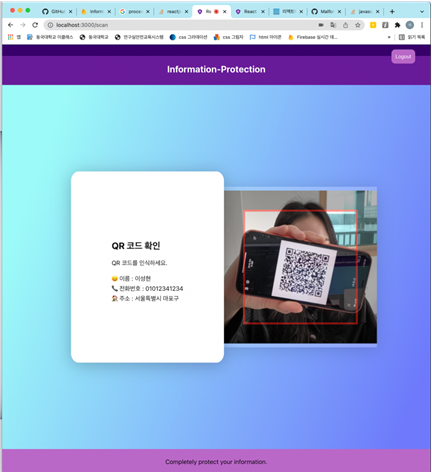 GitHu
Inform
proce
react
Re
React
리액트
MaRo
javas
localhost:3000/scan
앱
동국대학교 이클래스
동국대학교
연구실안전교육시스템
css 그라데이션
css 그림자
html 아이콘
Firebase 실시간 데...
읽기 목록
Logout
Information-Protection
QR 코드 확인
QR 코드를 인식하세요.
이름 : 이성현
전화번호 : 01012341234
주소 : 서울특별시 마포구
Completely protect your information.